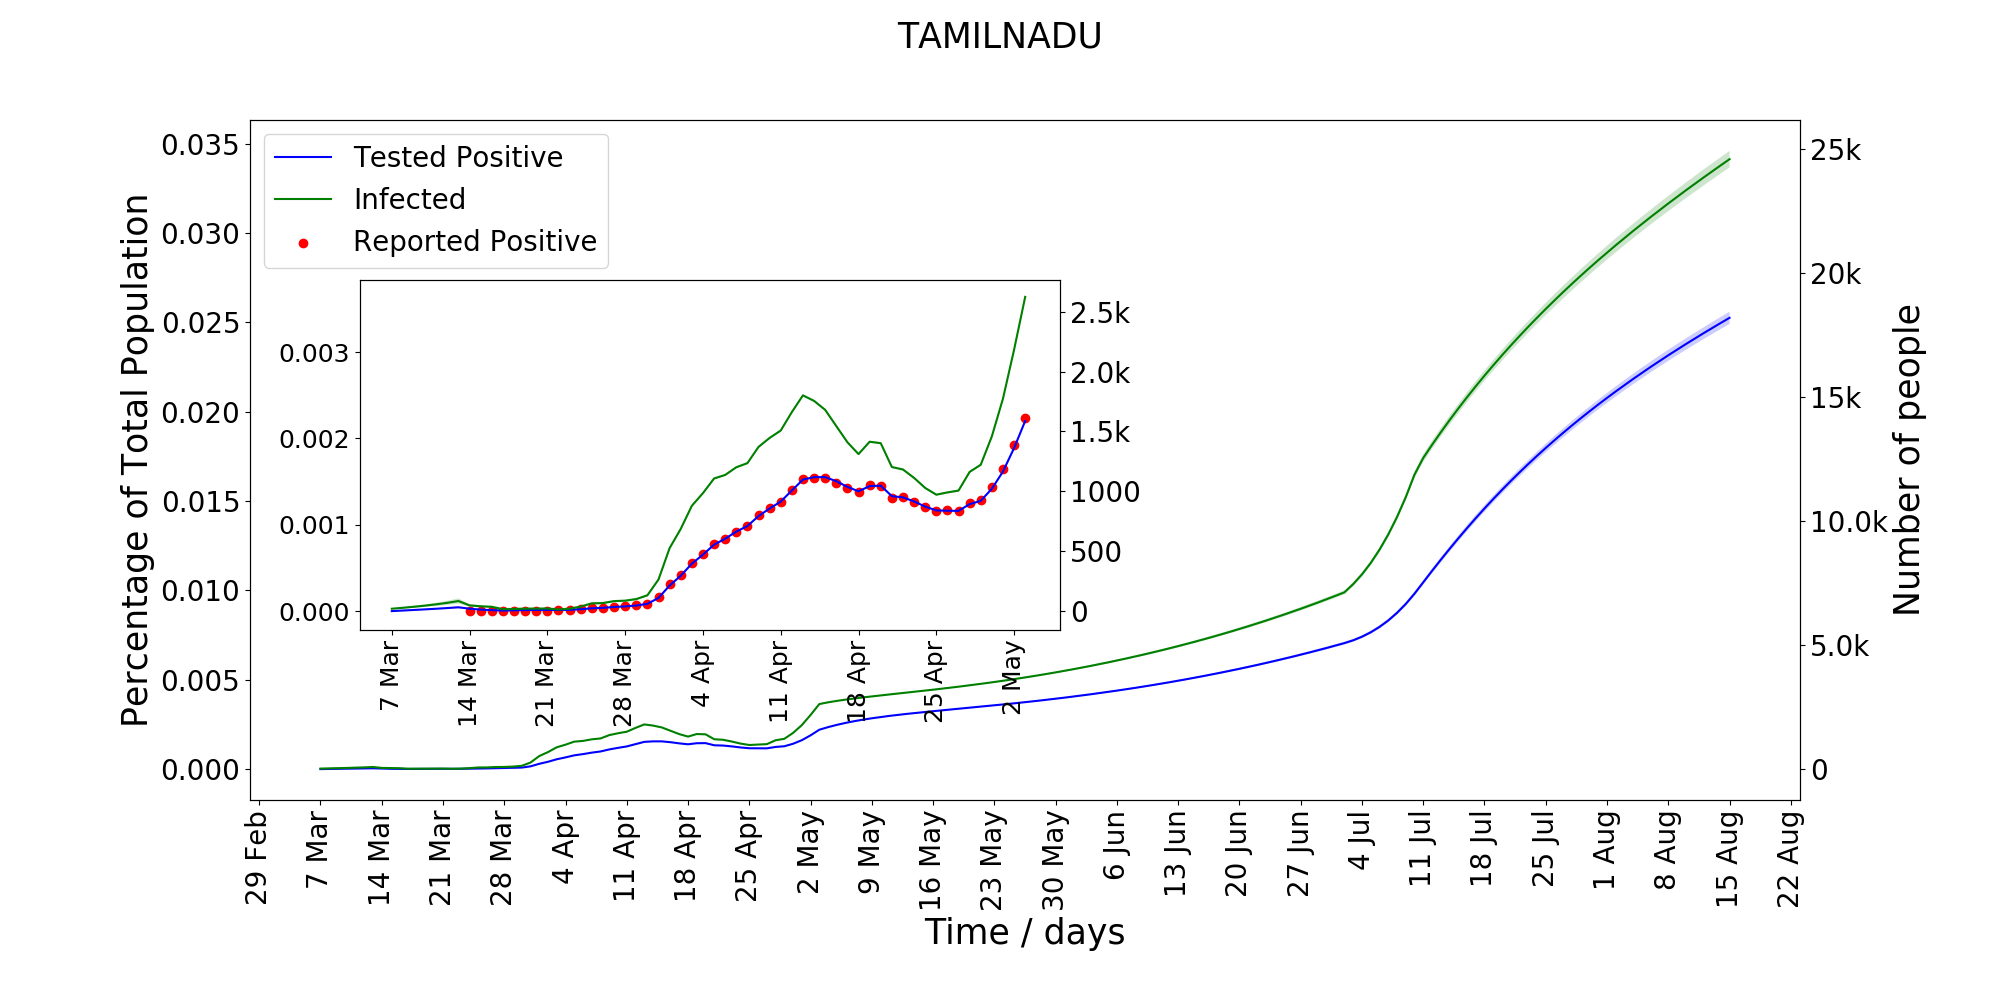 TAMILNADU
Tested Positive
Infected
Reported Positive
Percentage of Total Population
0.035
0.030
0.025
0.020
0.015
0.010
0.005
0.000
25k
20k
15k
10.0k
5.0k
0
Number of people
0.003
0.002
0.001
0.000
2.5k
2.0k
1.5k
1000
500
0
7 Mar
14 Mar
21 Mar
28 Mar
4 Apr
11 Apr
18 Apr
25 Apr
2 May
29 Feb
7 Mar
14 Mar
21 Mar
28 Mar
4 Apr
11 Apr
18 Apr
25 Apr
2 May
9 May
16 May
23 May
30 May
6 Jun
13 Jun
20 Jun
27 Jun
4 Jul
11 Jul
18 Jul
25 Jul
1 Aug
8 Aug
15 Aug
22 Aug
Time / days